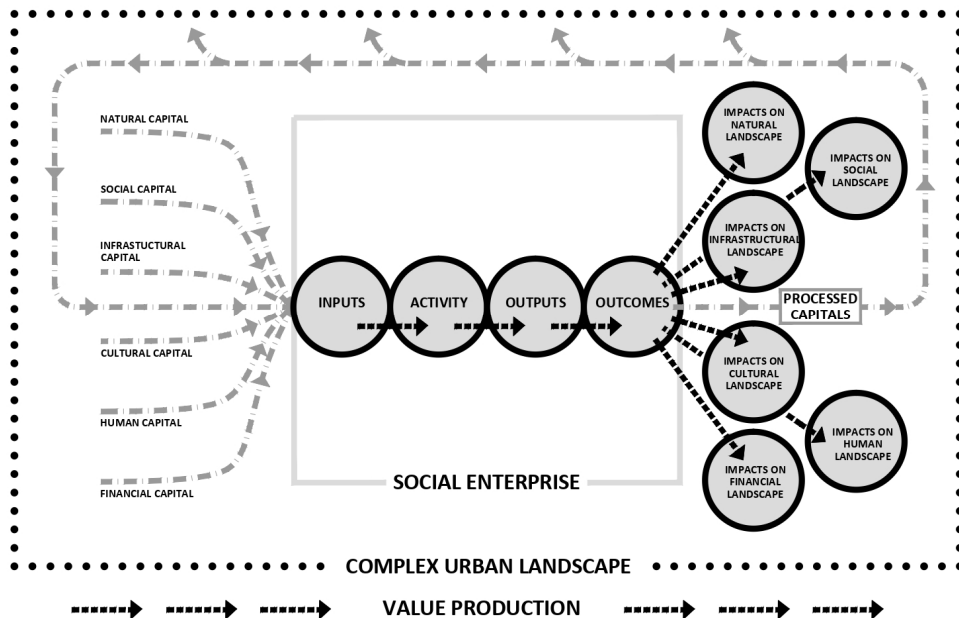 NATURAL CAPITAL
SOCIAL CAPITAL
INFRASTUCTURAL
CAPITAL
CULTURAL CAPITAL
HUMAN CAPITAL
FINANCIAL CAPITAL
INPUTS
ACTIVITY
OUTPUTS
OUTCOMES
SOCIAL ENTERPRISE
IMPACTS ON
NATURAL
LANDSCAPE
IMPACTS ON
SOCIAL
LANDSCAPE
IMPACTS ON
INFRASTRUCTURAL
LANDSCAPE
PROCESSED
CAPITALS
IMPACTS ON
CULTURAL
LANDSCAPE
IMPACTS ON
HUMAN
LANDSCAPE
IMPACTS ON
FINANCIAL
LANDSCAPE
COMPLEX URBAN LANDSCAPE
VALUE PRODUCTION